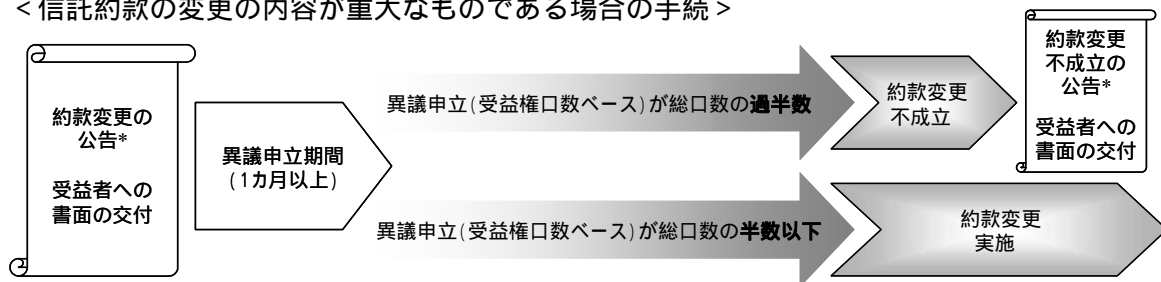 <信託約款の変更の内容が重大なものである場合の手続>
約款変更の
公告*
受益者への
書面の交付
異議申立期間
(1カ月以上)
異議申立(受益権口数ベース)が総口数の過半数
約款変更
不成立
約款変更
不成立の
公告*
受益者への
書面の交付
異議申立(受益権口数ベース)が総口数の半数以下
約款変更
実施